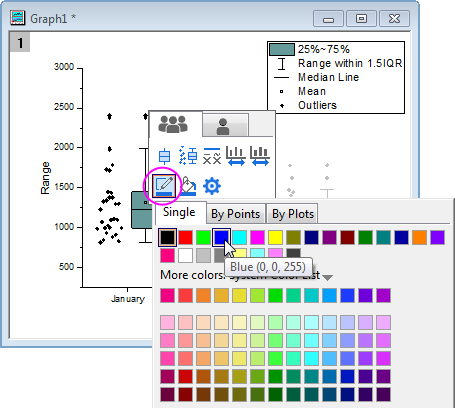 Graph1 *
1
25%~75%
Range within 1.5IQR
Median Line
Mean
Outliers
3000
2500
2000
1500
1000
500
Range
January
Single
By Points
By Plots
Blue (0, 0, 255)
More colors: System Color List